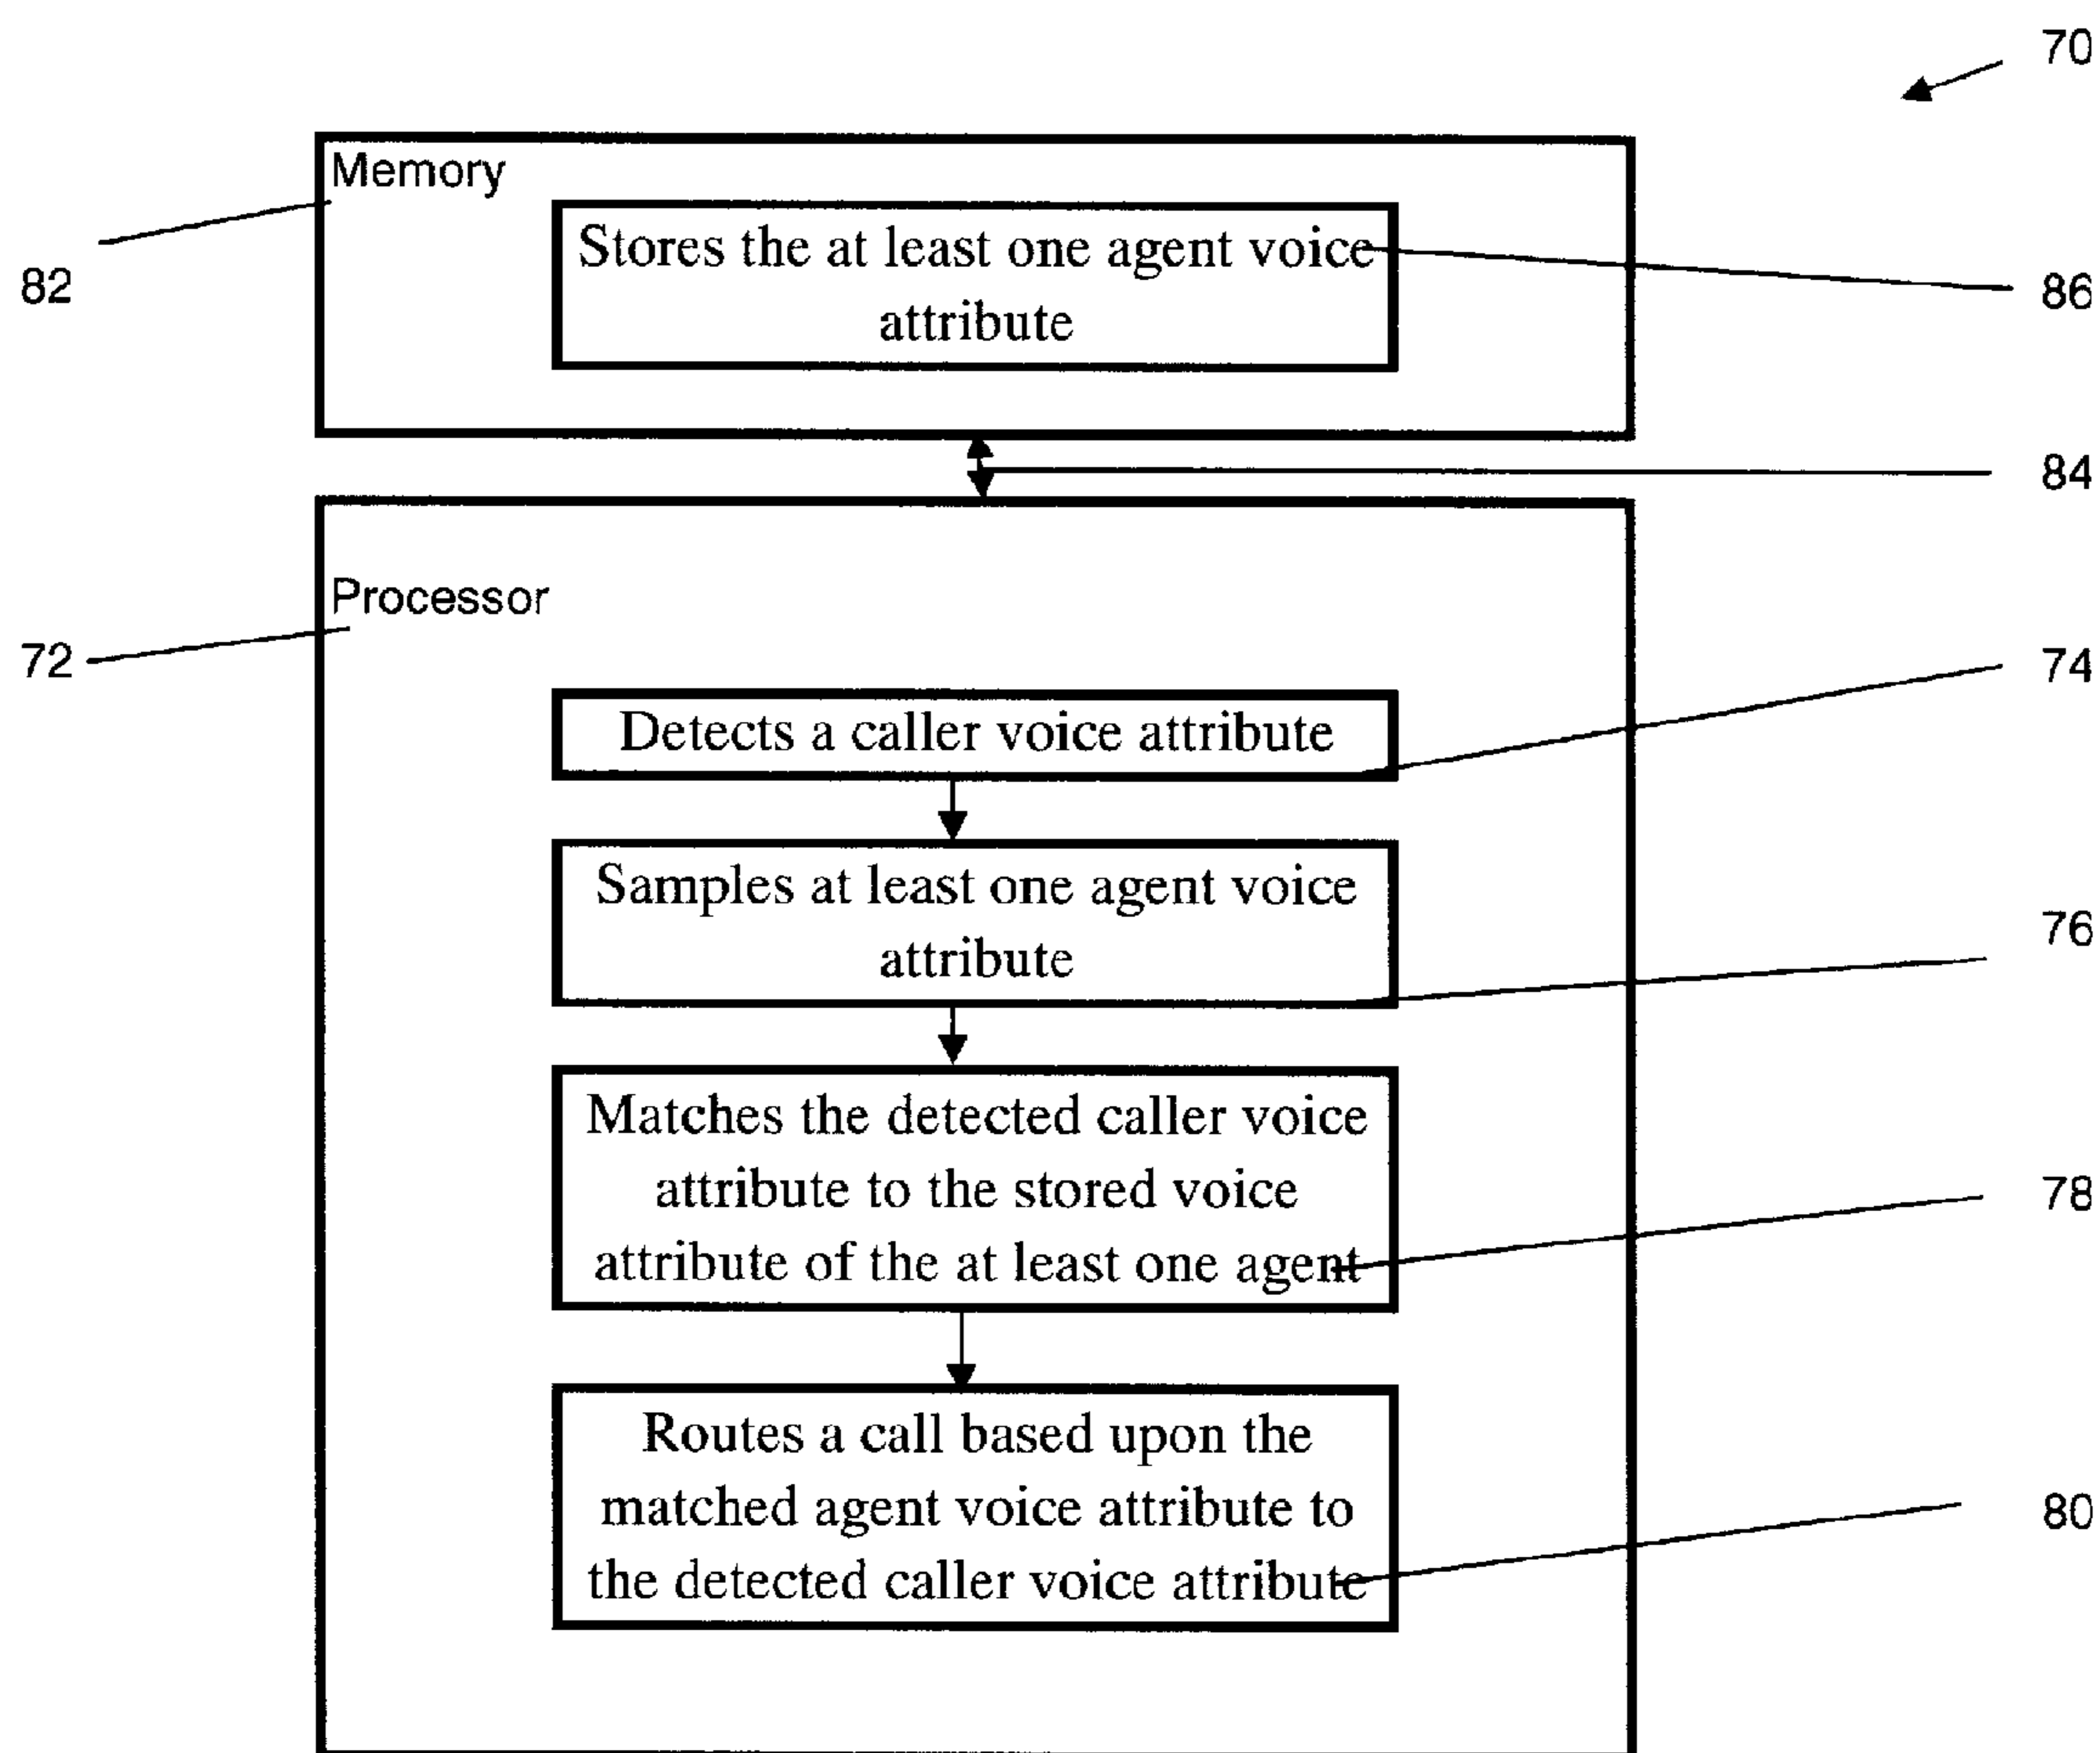 70
Memory
Stores the at least one agent voice
attribute
82
86
84
Processor
72
74
Detects a caller voice attribute
Samples at least one agent voice
attribute
76
Matches the detected caller voice
attribute to the stored voice
attribute of the at least one agent
78
Routes a call based upon the
matched agent voice attribute to
the detected caller voice attribute
80